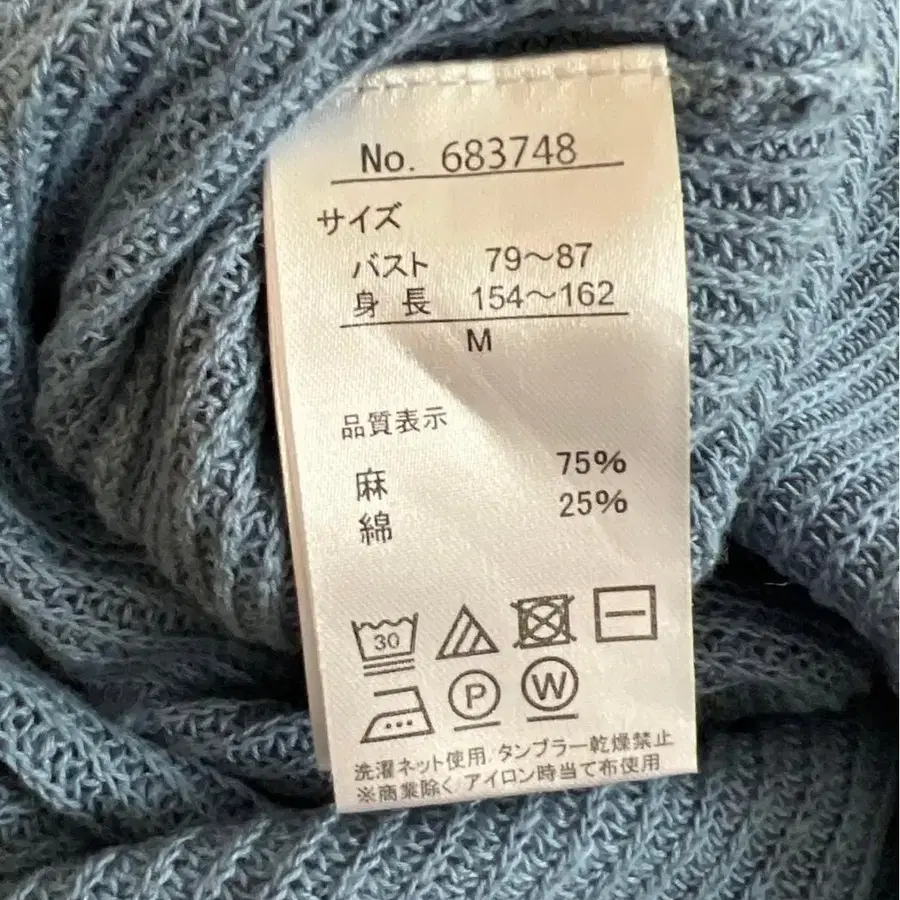 No. 683748
サイズ
バスト 79～87
身長 154～162
M
品質表示
麻 75%
綿 25%
30
P W
洗濯ネット使用/タンブラー乾燥禁止
※商業除く/アイロン時当て布使用